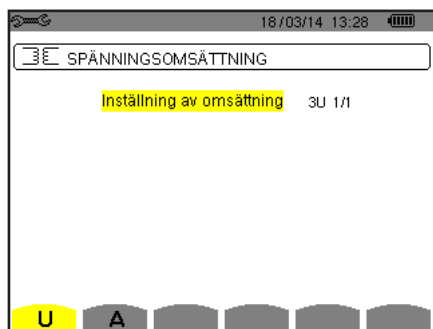 18/03/14 13:28
SPÄNNINGSOMSÄTTNING
Inställning av omsättning 3U 1/1
U A